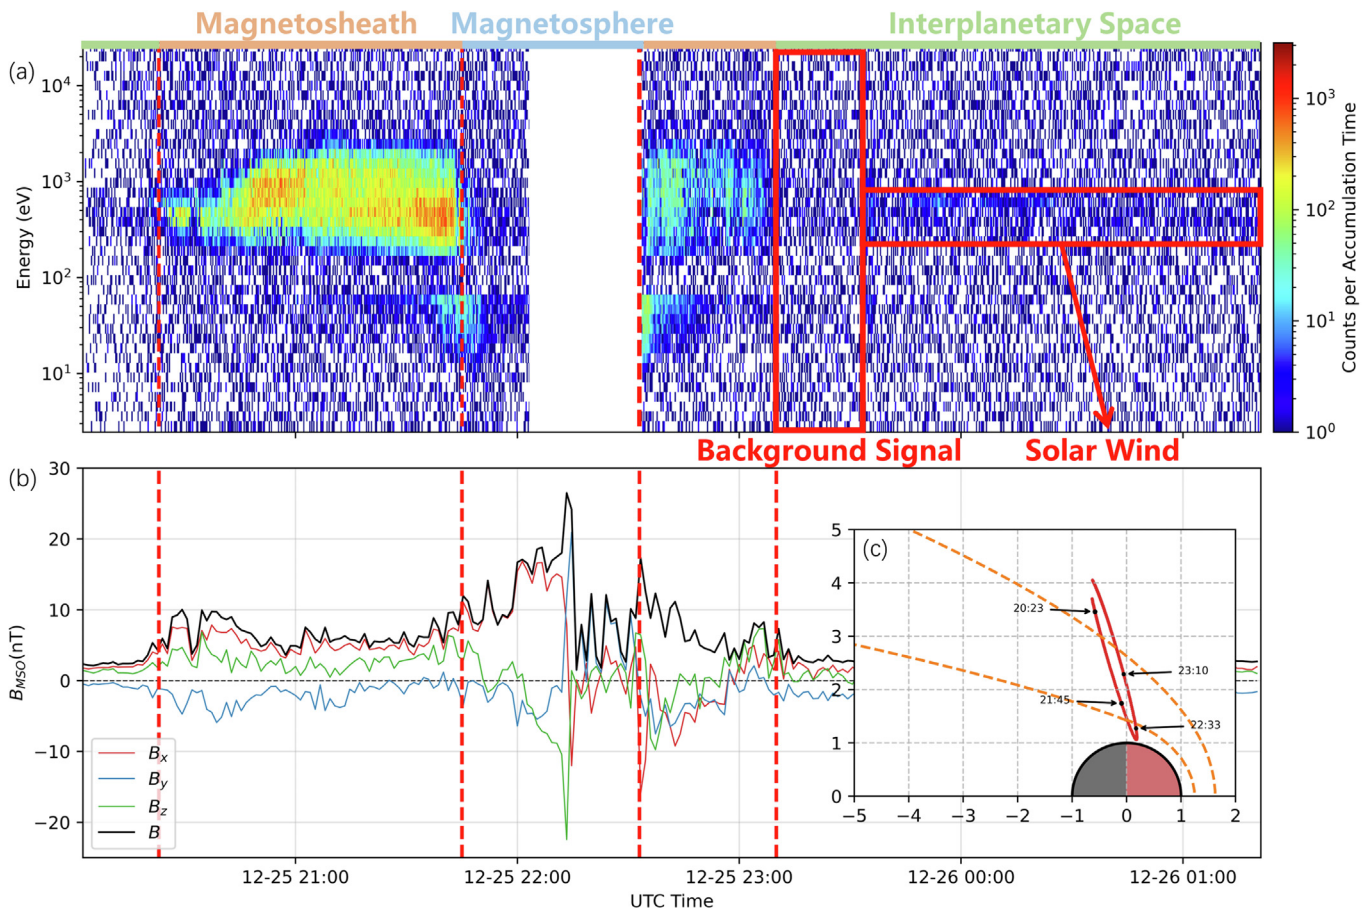 Magnetosheath Magnetosphere Interplanetary Space
(a)
10⁴
10³
10²
10¹
Energy (eV)
10³
10²
10¹
10⁰
Counts per Accumulation Time
Background Signal Solar Wind
(b)
30
20
10
0
−10
−20
B_MSO(nT)
B_x
B_y
B_z
B
(c)
5
4
3
2
1
0
20:23
23:10
21:45
22:33
−5 −4 −3 −2 −1 0 1 2
12-25 21:00 12-25 22:00 12-25 23:00 12-26 00:00 12-26 01:00
UTC Time